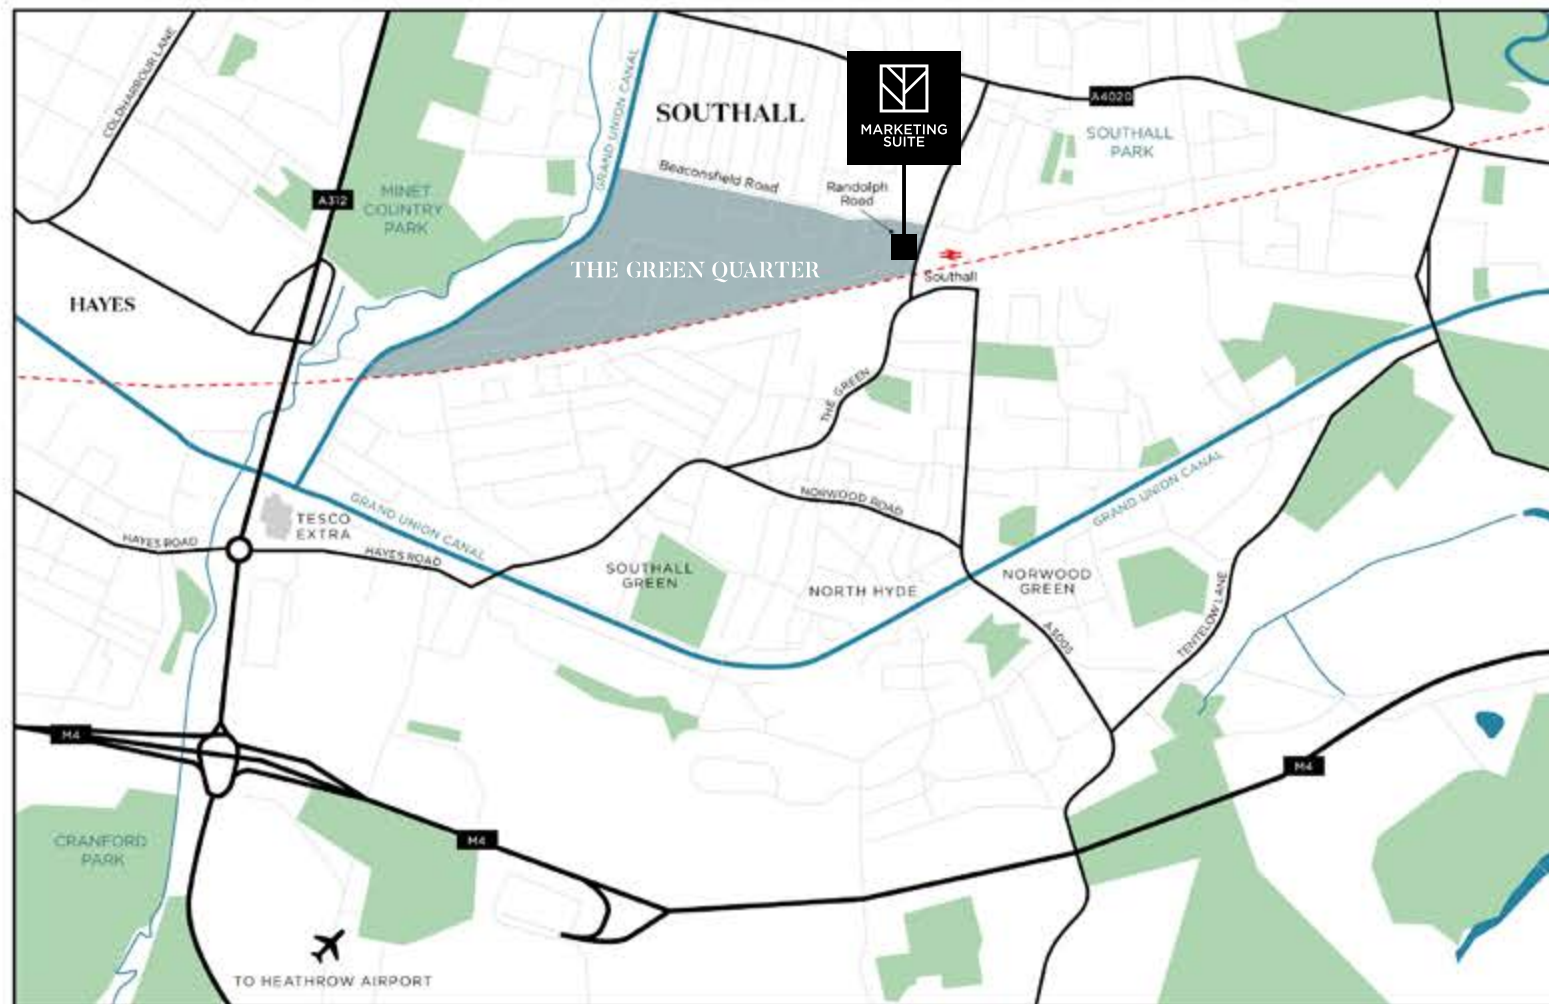 COLDHARBOUR LANE
GRAND UNION CANAL
SOUTHALL
MARKETING
SUITE
A4020
SOUTHALL
PARK
Beaconsfield Road
Randolph
Road
A312
MINET
COUNTRY
PARK
THE GREEN QUARTER
Southall
HAYES
THE GREEN
GRAND UNION CANAL
NORWOOD ROAD
GRAND UNION CANAL
TESCO
EXTRA
HAYES ROAD
HAYES ROAD
SOUTHALL
GREEN
NORTH HYDE
NORWOOD
GREEN
TENTELOW LANE
M4
M4
M4
CRANFORD
PARK
TO HEATHROW AIRPORT